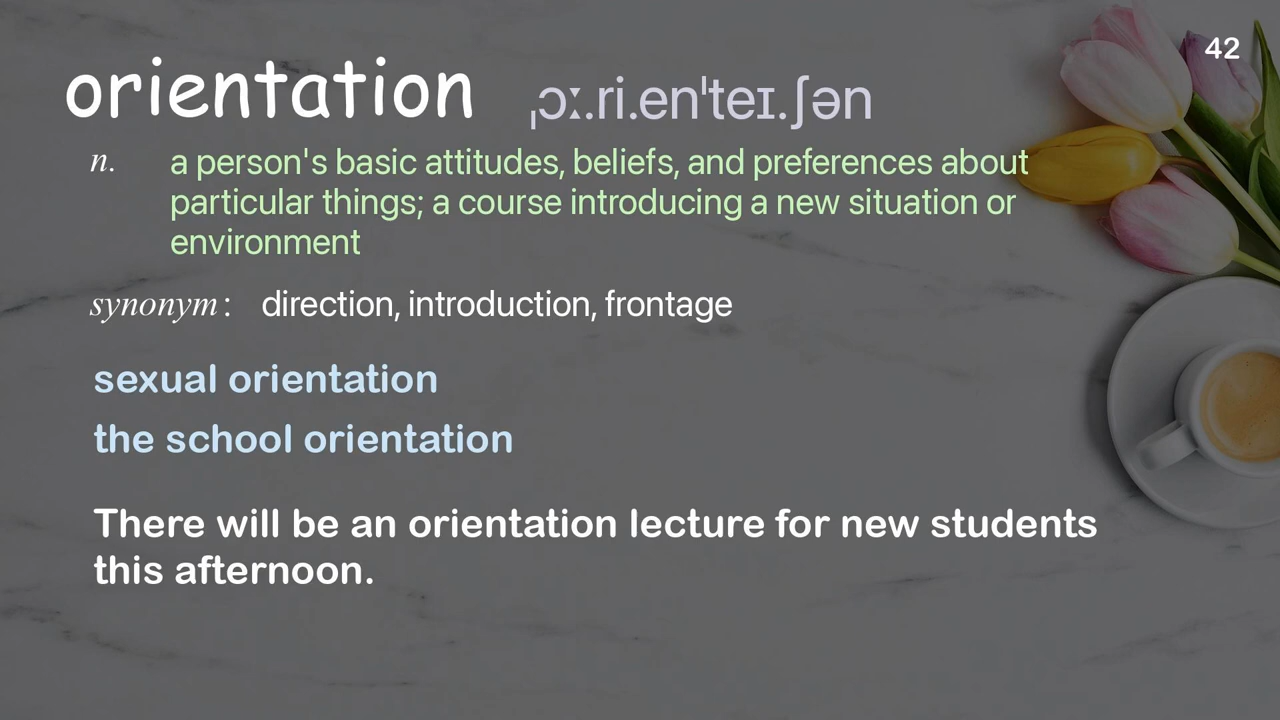 42
orientation ˌɔː.ri.enˈteɪ.ʃən
n. a person's basic attitudes, beliefs, and preferences about
particular things; a course introducing a new situation or
environment
synonym: direction, introduction, frontage
sexual orientation
the school orientation
There will be an orientation lecture for new students
this afternoon.